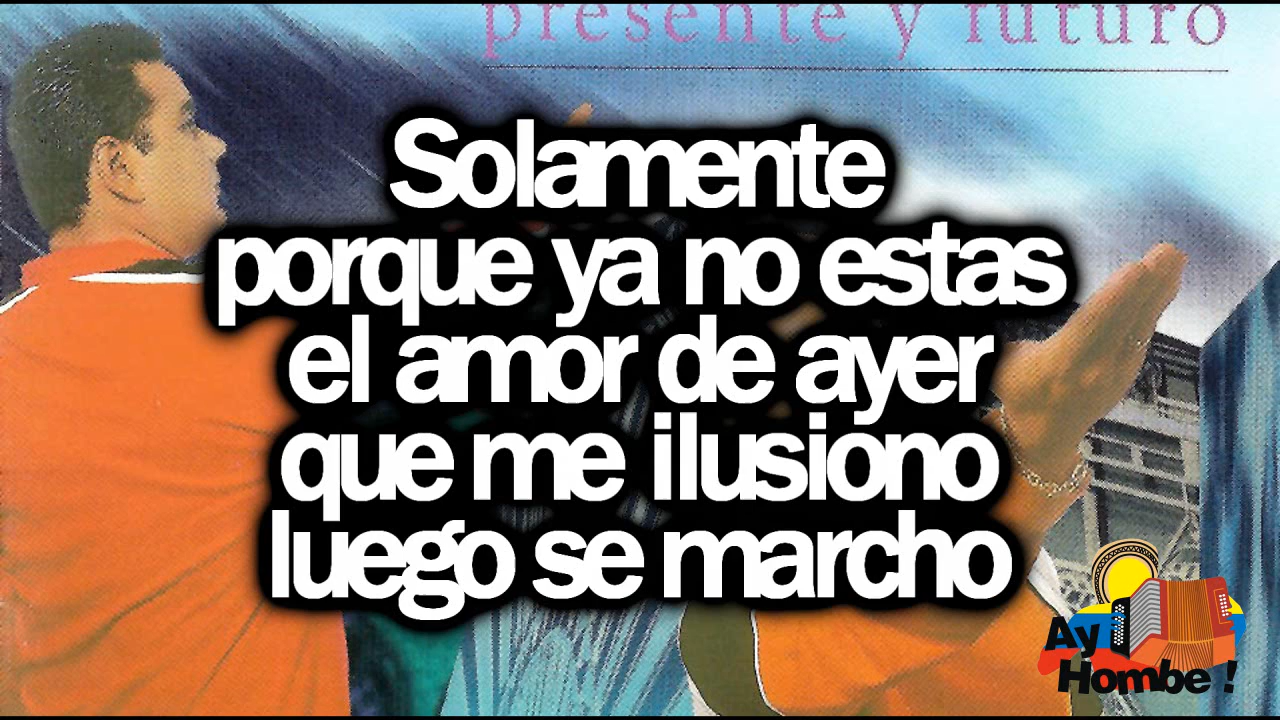 presente y futuro
Solamente
porque ya no estas
el amor de ayer
que me ilusiono
luego se marcho
Ay
Hombe !